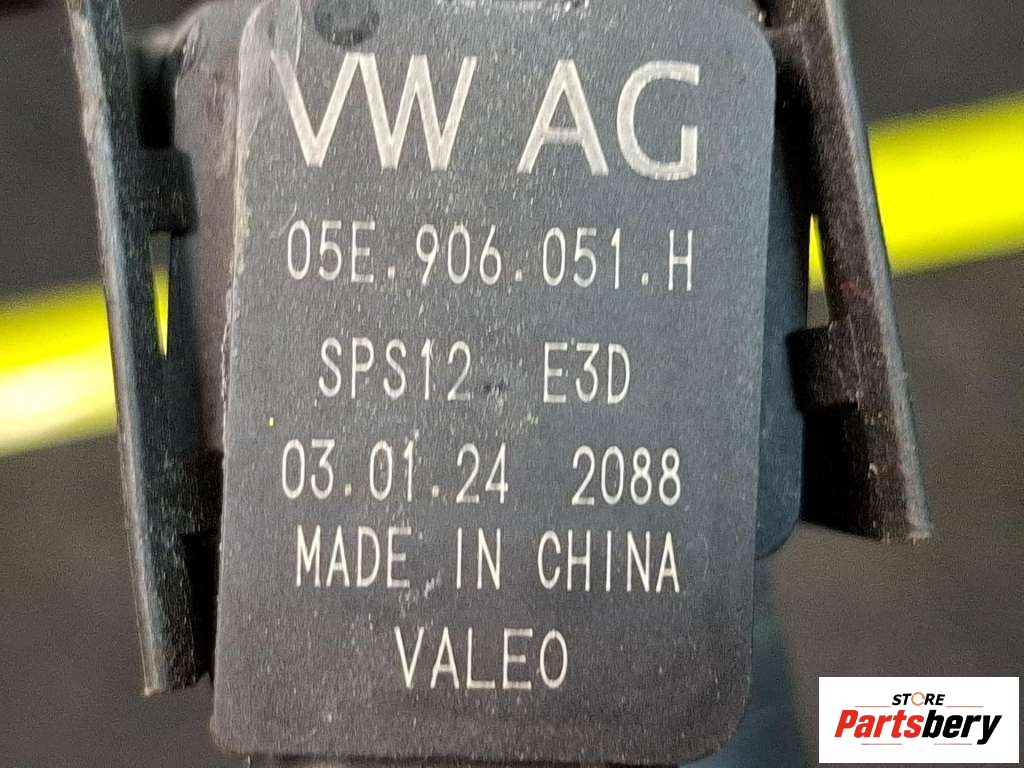 VW AG
05E.906.051.H
SPS12 E3D
03.01.24 2088
MADE IN CHINA
VALEO
STORE
Partsbery